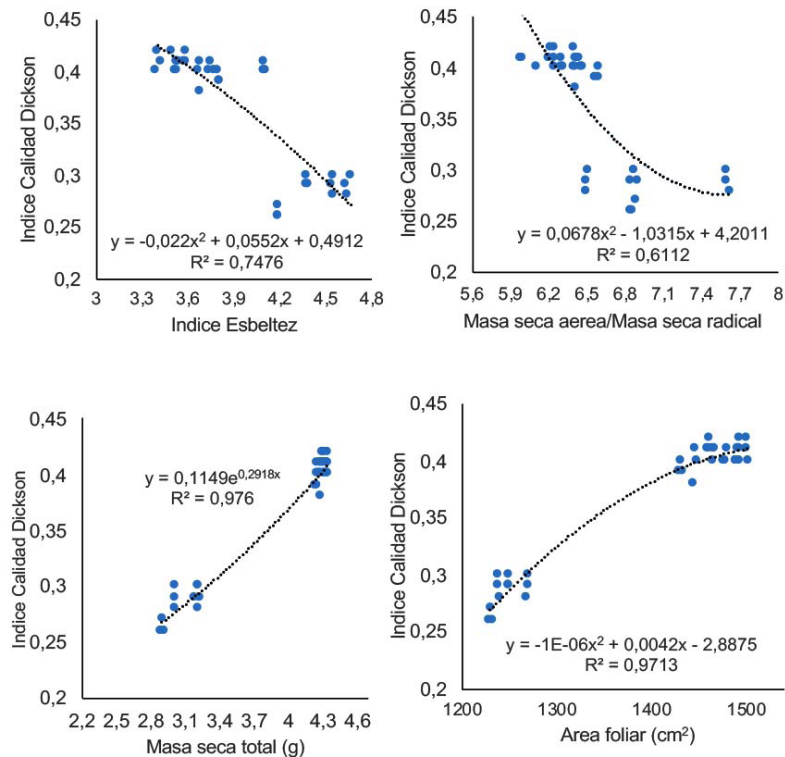 Indice Calidad Dickson
0,45
0,4
0,35
0,3
0,25
0,2
y = -0,022x² + 0,0552x + 0,4912
R² = 0,7476
3 3,3 3,6 3,9 4,2 4,5 4,8
Indice Esbeltez
Indice Calidad Dickson
0,45
0,4
0,35
0,3
0,25
0,2
y = 0,0678x² - 1,0315x + 4,2011
R² = 0,6112
5,6 5,9 6,2 6,5 6,8 7,1 7,4 7,7 8
Masa seca aerea/Masa seca radical
Indice Calidad Dickson
0,45
0,4
0,35
0,3
0,25
0,2
y = 0,1149e^0,2918x
R² = 0,976
2,2 2,5 2,8 3,1 3,4 3,7 4 4,3 4,6
Masa seca total (g)
Indice Calidad Dickson
0,45
0,4
0,35
0,3
0,25
0,2
y = -1E-06x² + 0,0042x - 2,8875
R² = 0,9713
1200 1300 1400 1500
Area foliar (cm²)